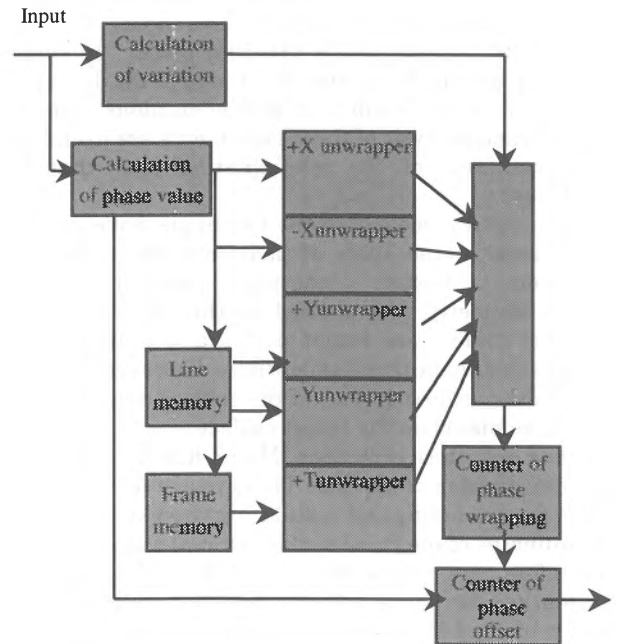 Input
Calculation
of variation
Calculation
of phase value
+X unwrapper
-Xunwrapper
+Yunwrapper
-Yunwrapper
+Tunwrapper
Line
memory
Frame
memory
Counter of
phase
wrapping
Counter of
phase
offset